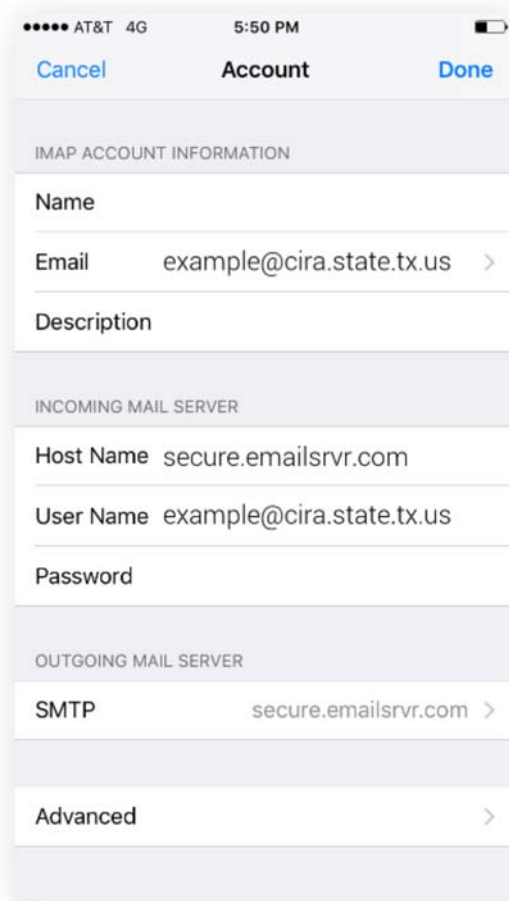 AT&T 4G 5:50 PM
Cancel Account Done
IMAP ACCOUNT INFORMATION
Name
Email example@cira.state.tx.us
Description
INCOMING MAIL SERVER
Host Name secure.emailsrvr.com
User Name example@cira.state.tx.us
Password
OUTGOING MAIL SERVER
SMTP secure.emailsrvr.com
Advanced